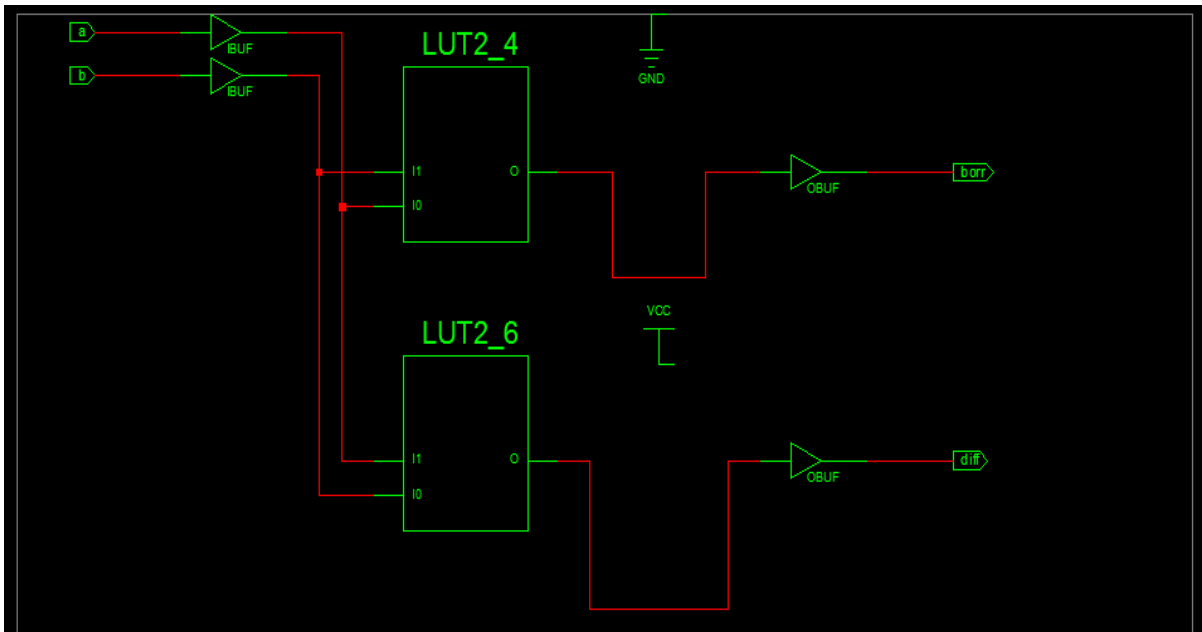 a
IBUF
b
IBUF
LUT2_4
I1
I0
O
GND
OBUF
borr
VCC
LUT2_6
I1
I0
O
OBUF
diff